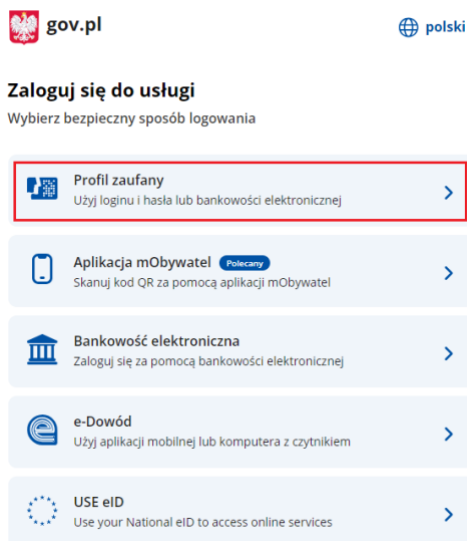 gov.pl
polski
Zaloguj się do usługi
Wybierz bezpieczny sposób logowania
Profil zaufany
Użyj loginu i hasła lub bankowości elektronicznej
Aplikacja mObywatel Polecany
Skanuj kod QR za pomocą aplikacji mObywatel
Bankowość elektroniczna
Zaloguj się za pomocą bankowości elektronicznej
e-Dowód
Użyj aplikacji mobilnej lub komputera z czytnikiem
USE eID
Use your National eID to access online services